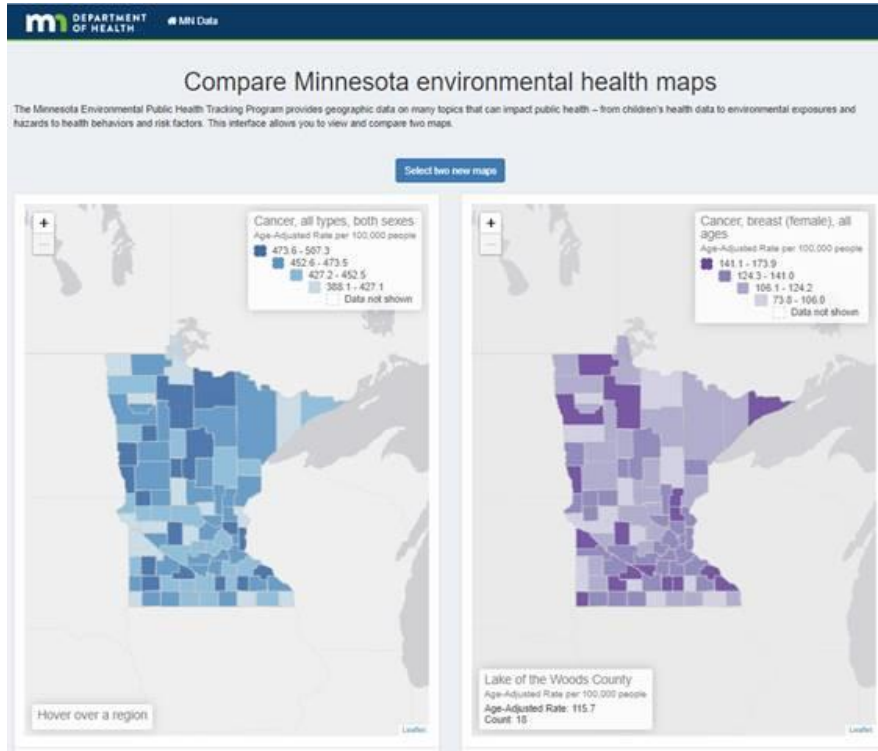 mn DEPARTMENT OF HEALTH MN Data
Compare Minnesota environmental health maps
The Minnesota Environmental Public Health Tracking Program provides geographic data on many topics that can impact public health – from children's health data to environmental exposures and
hazards to health behaviors and risk factors. This interface allows you to view and compare two maps.
Select two new maps
+
−
Cancer, all types, both sexes
Age-Adjusted Rate per 100,000 people
473.6 - 567.3
452.6 - 473.5
427.2 - 452.5
388.1 - 427.1
Data not shown
Hover over a region
Leaflet
+
−
Cancer, breast (female), all
ages
Age-Adjusted Rate per 100,000 people
141.1 - 173.9
124.3 - 141.0
106.1 - 124.2
73.8 - 106.0
Data not shown
Lake of the Woods County
Age-Adjusted Rate per 100,000 people
Age-Adjusted Rate: 115.7
Count: 18
Leaflet